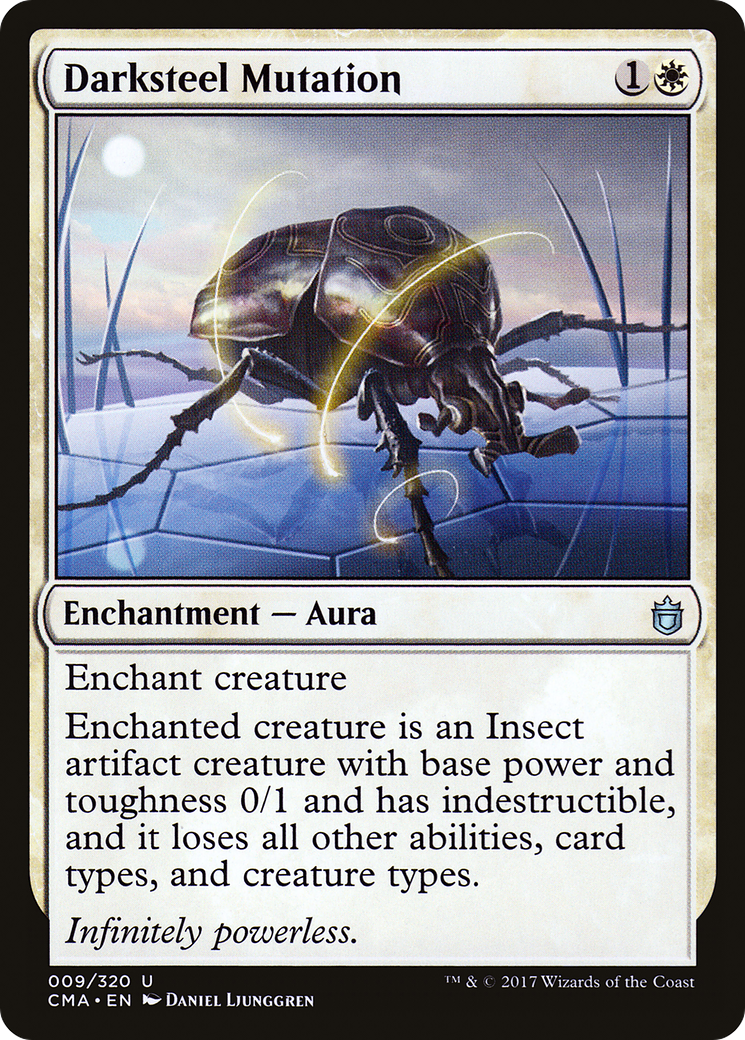 Darksteel Mutation 1
Enchantment — Aura
Enchant creature
Enchanted creature is an Insect
artifact creature with base power and
toughness 0/1 and has indestructible,
and it loses all other abilities, card
types, and creature types.
Infinitely powerless.
009/320 U
CMA • EN Daniel Ljunggren
™ & © 2017 Wizards of the Coast